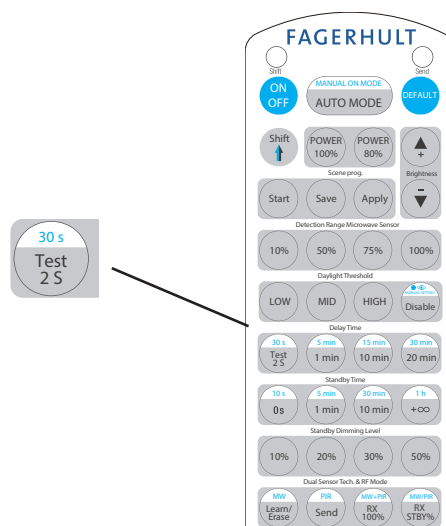 FAGERHULT
Shift
Send
ON
OFF
MANUAL ON MODE
AUTO MODE
DEFAULT
Shift
POWER
100%
POWER
80%
+
Brightness
-
Scene prog.
Start
Save
Apply
Detection Range Microwave Sensor
10%
50%
75%
100%
Daylight Threshold
LOW
MID
HIGH
Disable
30 s
Test
2 S
Delay Time
30 s
Test
2 S
5 min
1 min
15 min
10 min
30 min
20 min
Standby Time
10 s
0s
5 min
1 min
30 min
10 min
1 h
+∞
Standby Dimming Level
10%
20%
30%
50%
Dual Sensor Tech. & RF Mode
MW
Learn/
Erase
PIR
Send
MW+PIR
RX
100%
MW/PIR
RX
STBY%